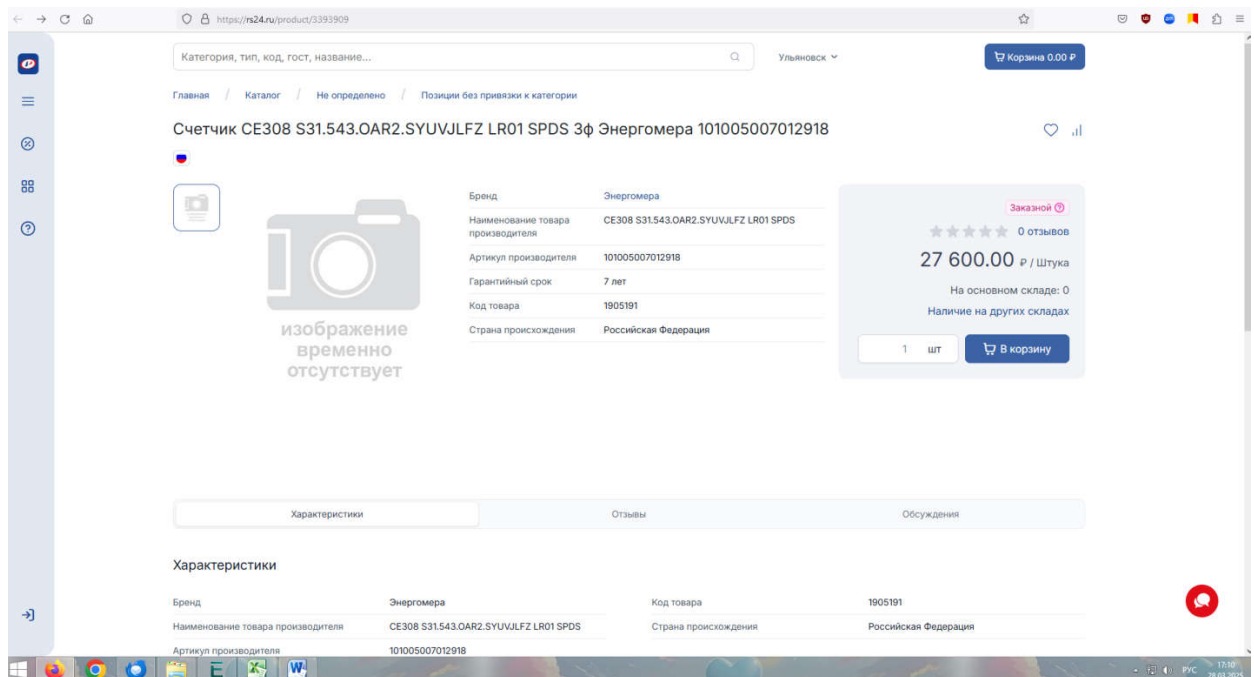 https://rs24.ru/product/3393909
Категория, тип, код, гост, название...
Ульяновск
Корзина 0.00 ₽
Главная / Каталог / Не определено / Позиции без привязки к категории
Счетчик CE308 S31.543.OAR2.SYUVJLFZ LR01 SPDS 3ф Энергомера 101005007012918
изображение
временно
отсутствует
Бренд Энергомера
Наименование товара производителя CE308 S31.543.OAR2.SYUVJLFZ LR01 SPDS
Артикул производителя 101005007012918
Гарантийный срок 7 лет
Код товара 1905191
Страна происхождения Российская Федерация
Заказной
0 отзывов
27 600.00 ₽ / Штука
На основном складе: 0
Наличие на других складах
1 шт В корзину
Характеристики Отзывы Обсуждения
Характеристики
Бренд Энергомера Код товара 1905191
Наименование товара производителя CE308 S31.543.OAR2.SYUVJLFZ LR01 SPDS Страна происхождения Российская Федерация
Артикул производителя 101005007012918
РУС 17:10
28.03.2025